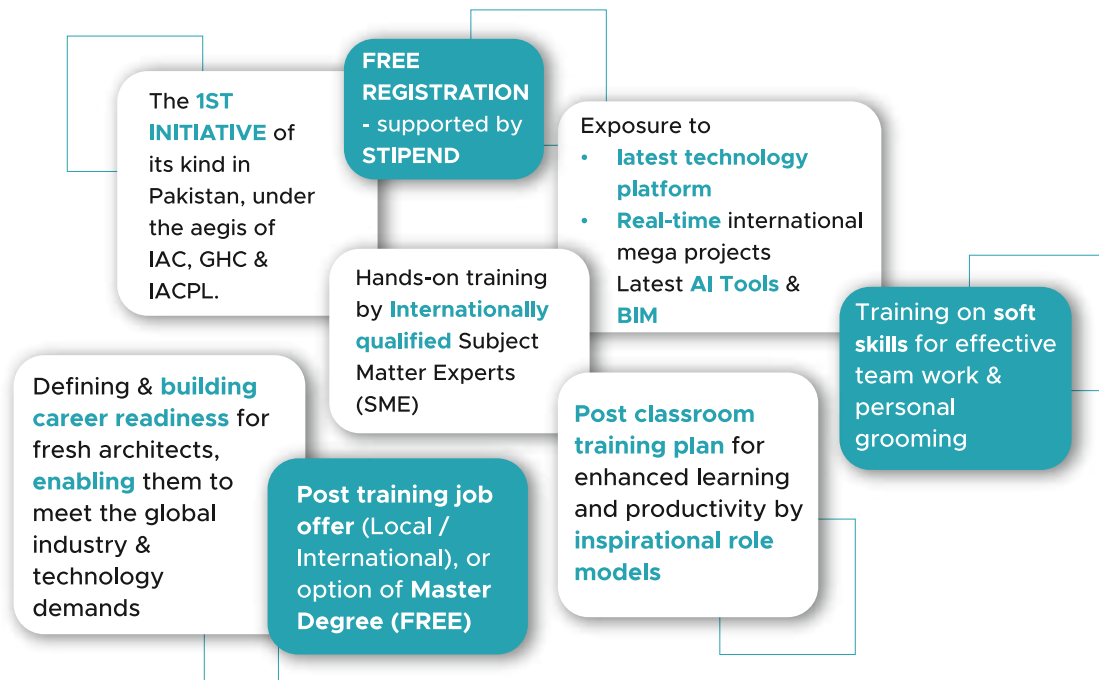 The 1ST
INITIATIVE of
its kind in
Pakistan, under
the aegis of
IAC, GHC &
IACPL.
FREE
REGISTRATION
- supported by
STIPEND
Exposure to
• latest technology
platform
• Real-time international
mega projects
Latest AI Tools &
BIM
Hands-on training
by Internationally
qualified Subject
Matter Experts
(SME)
Training on soft
skills for effective
team work &
personal
grooming
Defining & building
career readiness for
fresh architects,
enabling them to
meet the global
industry &
technology
demands
Post training job
offer (Local /
International), or
option of Master
Degree (FREE)
Post classroom
training plan for
enhanced learning
and productivity by
inspirational role
models